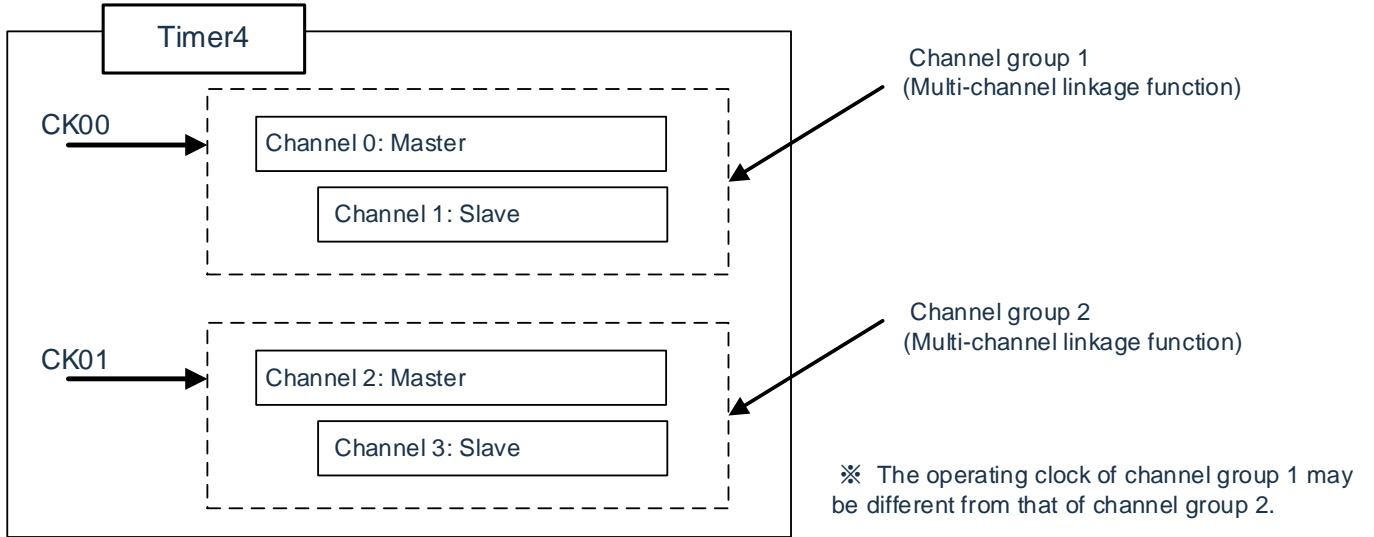 Timer4
Channel group 1
(Multi-channel linkage function)
CK00
Channel 0: Master
Channel 1: Slave
Channel group 2
(Multi-channel linkage function)
CK01
Channel 2: Master
Channel 3: Slave
※ The operating clock of channel group 1 may
be different from that of channel group 2.